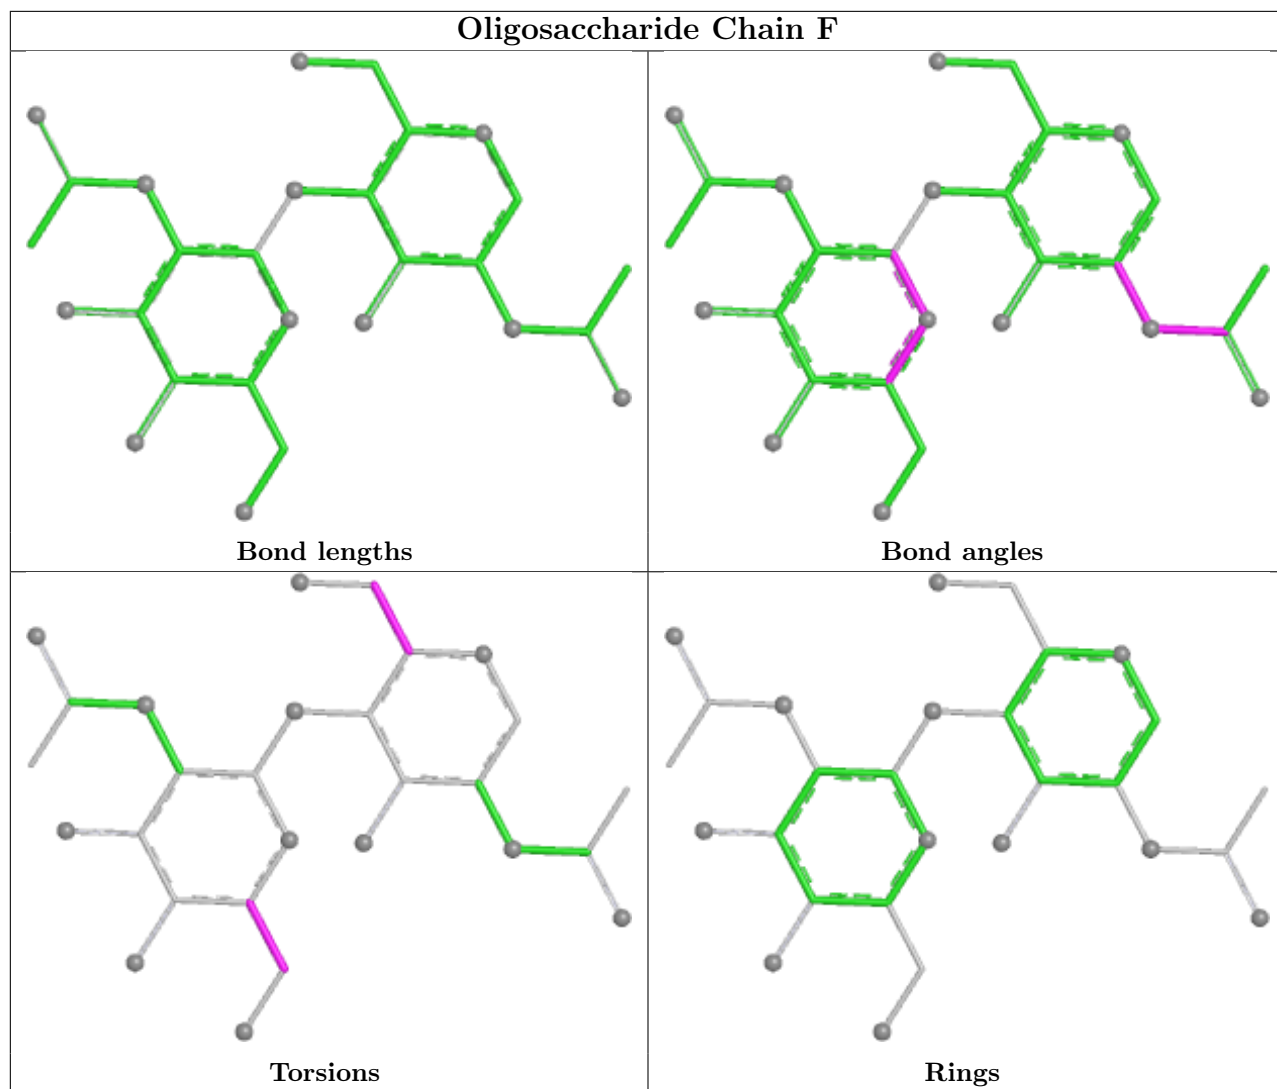 Oligosaccharide Chain F
Bond lengths
Bond angles
Torsions
Rings